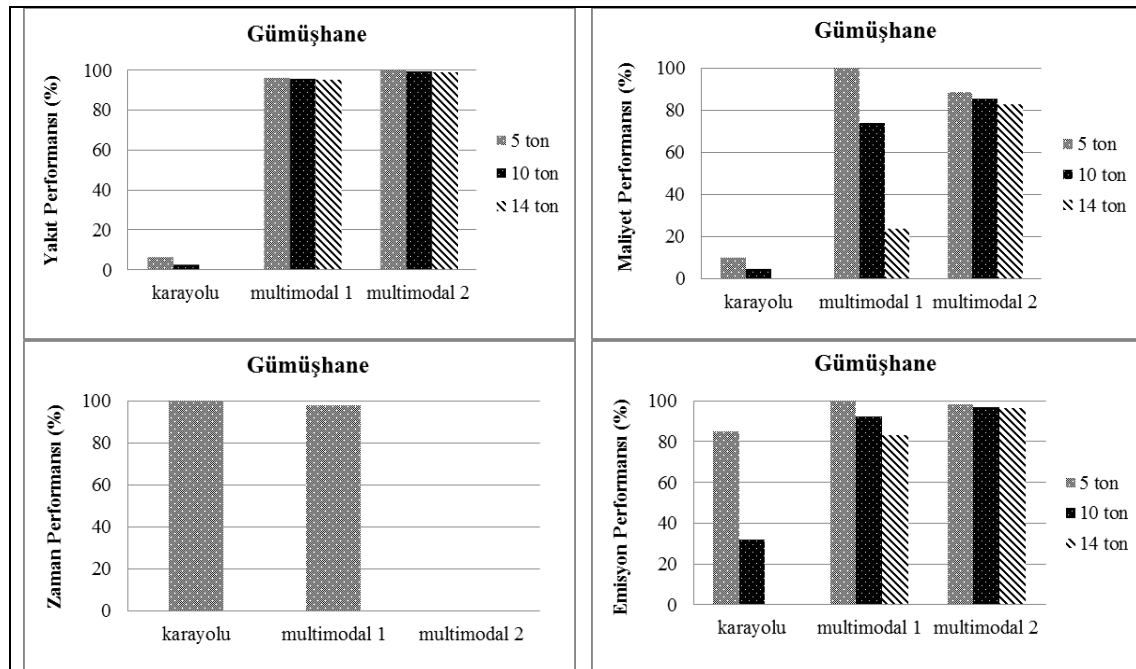 Gümüşhane
Yakıt Performansı (%)
100
80
60
40
20
0
karayolu
multimodal 1
multimodal 2
5 ton
10 ton
14 ton
Gümüşhane
Maliyet Performansı (%)
100
80
60
40
20
0
karayolu
multimodal 1
multimodal 2
5 ton
10 ton
14 ton
Gümüşhane
Zaman Performansı (%)
100
80
60
40
20
0
karayolu
multimodal 1
multimodal 2
Gümüşhane
Emisyon Performansı (%)
100
80
60
40
20
0
karayolu
multimodal 1
multimodal 2
5 ton
10 ton
14 ton